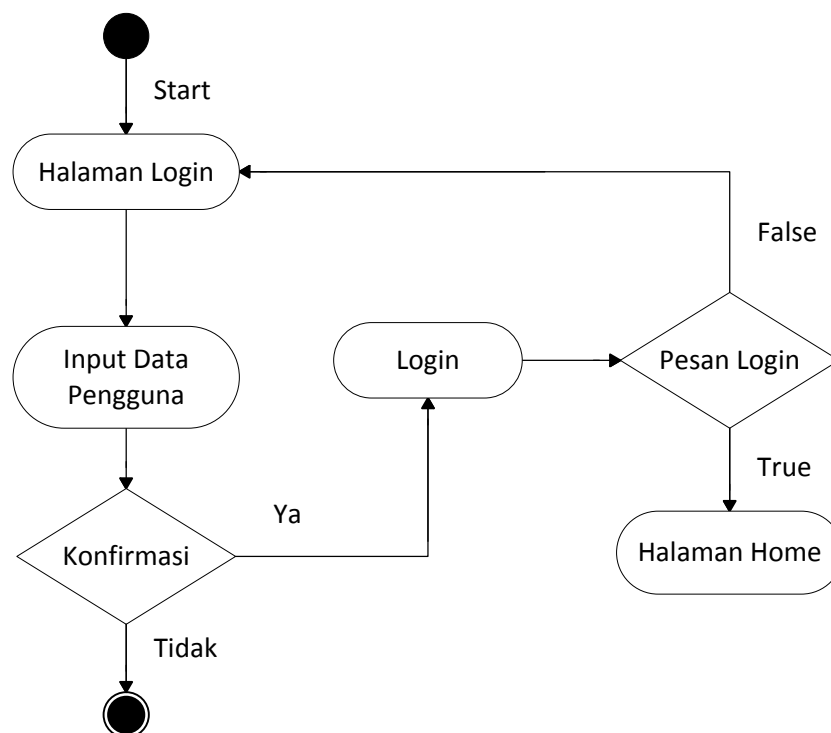 Start
Halaman Login
False
Input Data
Pengguna
Login
Pesan Login
True
Ya
Konfirmasi
Halaman Home
Tidak